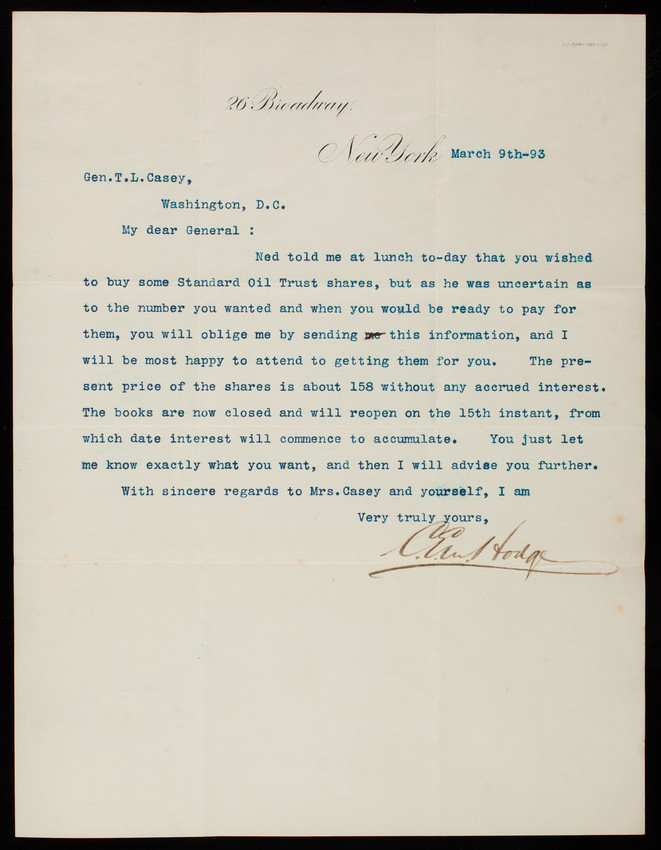 26 Broadway.
New York March 9th-93
Gen.T.L.Casey,
Washington, D.C.
My dear General :
Ned told me at lunch to-day that you wished
to buy some Standard Oil Trust shares, but as he was uncertain as
to the number you wanted and when you would be ready to pay for
them, you will oblige me by sending me this information, and I
will be most happy to attend to getting them for you. The pre-
sent price of the shares is about 158 without any accrued interest.
The books are now closed and will reopen on the 15th instant, from
which date interest will commence to accumulate. You just let
me know exactly what you want, and then I will advise you further.
With sincere regards to Mrs.Casey and yourself, I am
Very truly yours,
Hodge